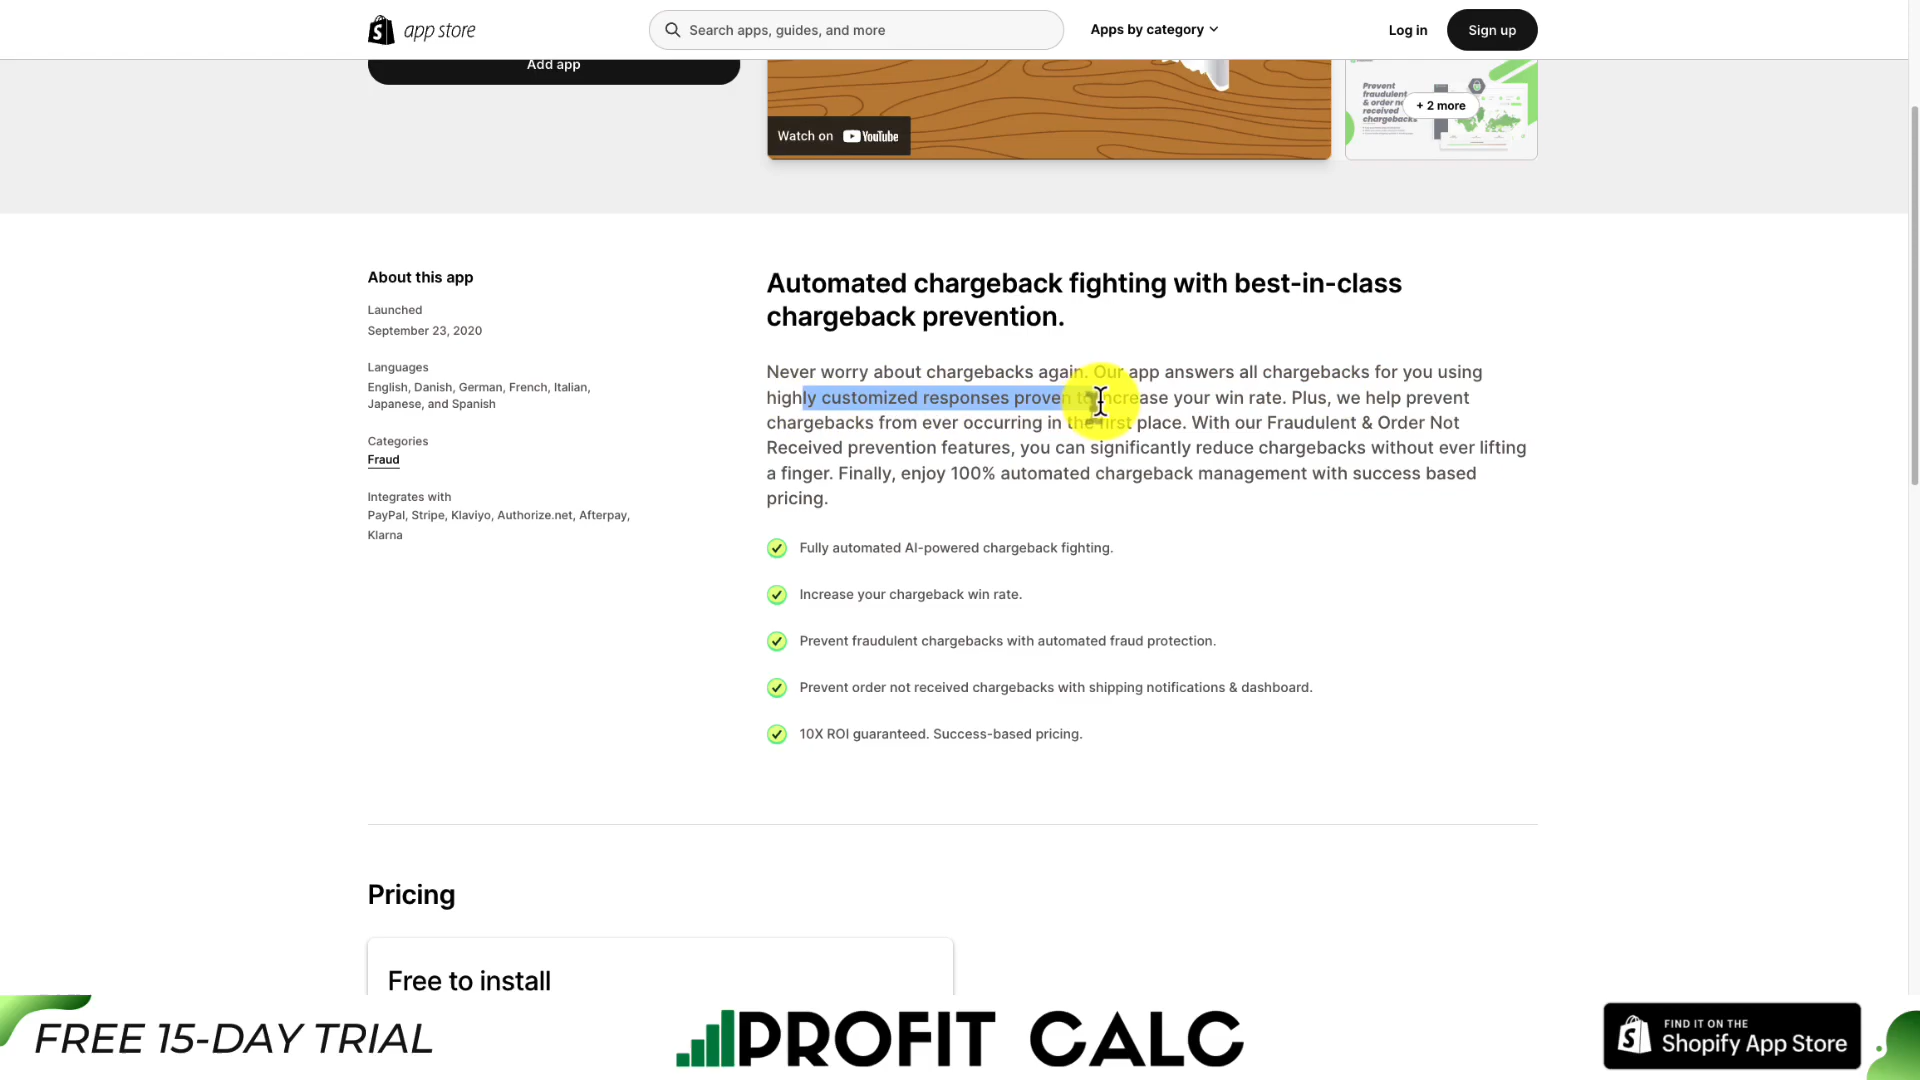 app store
Search apps, guides, and more
Apps by category
Log in
Sign up
Add app
Watch on YouTube
Prevent
fraudulent
& order not
received
chargebacks
+ 2 more
About this app
Launched
September 23, 2020
Languages
English, Danish, German, French, Italian,
Japanese, and Spanish
Categories
Fraud
Integrates with
PayPal, Stripe, Klaviyo, Authorize.net, Afterpay,
Klarna
Automated chargeback fighting with best-in-class
chargeback prevention.
Never worry about chargebacks again. Our app answers all chargebacks for you using
highly customized responses proven to increase your win rate. Plus, we help prevent
chargebacks from ever occurring in the first place. With our Fraudulent & Order Not
Received prevention features, you can significantly reduce chargebacks without ever lifting
a finger. Finally, enjoy 100% automated chargeback management with success based
pricing.
Fully automated AI-powered chargeback fighting.
Increase your chargeback win rate.
Prevent fraudulent chargebacks with automated fraud protection.
Prevent order not received chargebacks with shipping notifications & dashboard.
10X ROI guaranteed. Success-based pricing.
Pricing
Free to install
FREE 15-DAY TRIAL
PROFIT CALC
FIND IT ON THE
Shopify App Store